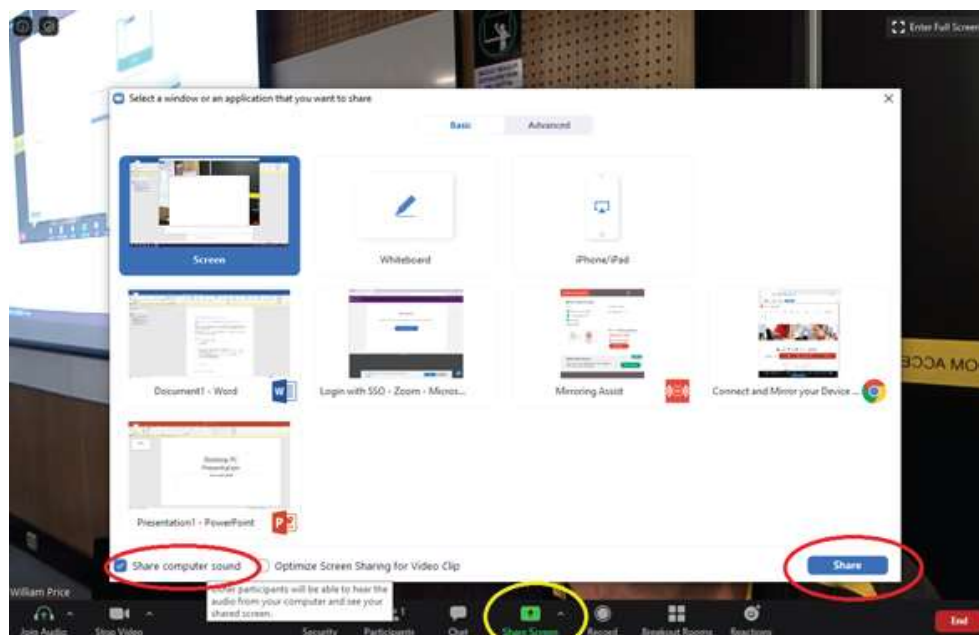 Enter Full Screen
Select a window or an application that you want to share
Basic
Advanced
Screen
Whiteboard
iPhone/iPad
Document1 - Word
Login with SSO - Zoom - Micros...
Mirroring Assist
Connect and Mirror your Device ...
Presentation1 - PowerPoint
Share computer sound
Optimize Screen Sharing for Video Clip
Share
Other participants will be able to hear the
audio from your computer and see your
shared screen.
William Price
Join Audio
Stop Video
Security
Participants
1
Chat
Share Screen
Record
Breakout Rooms
Reactions
End